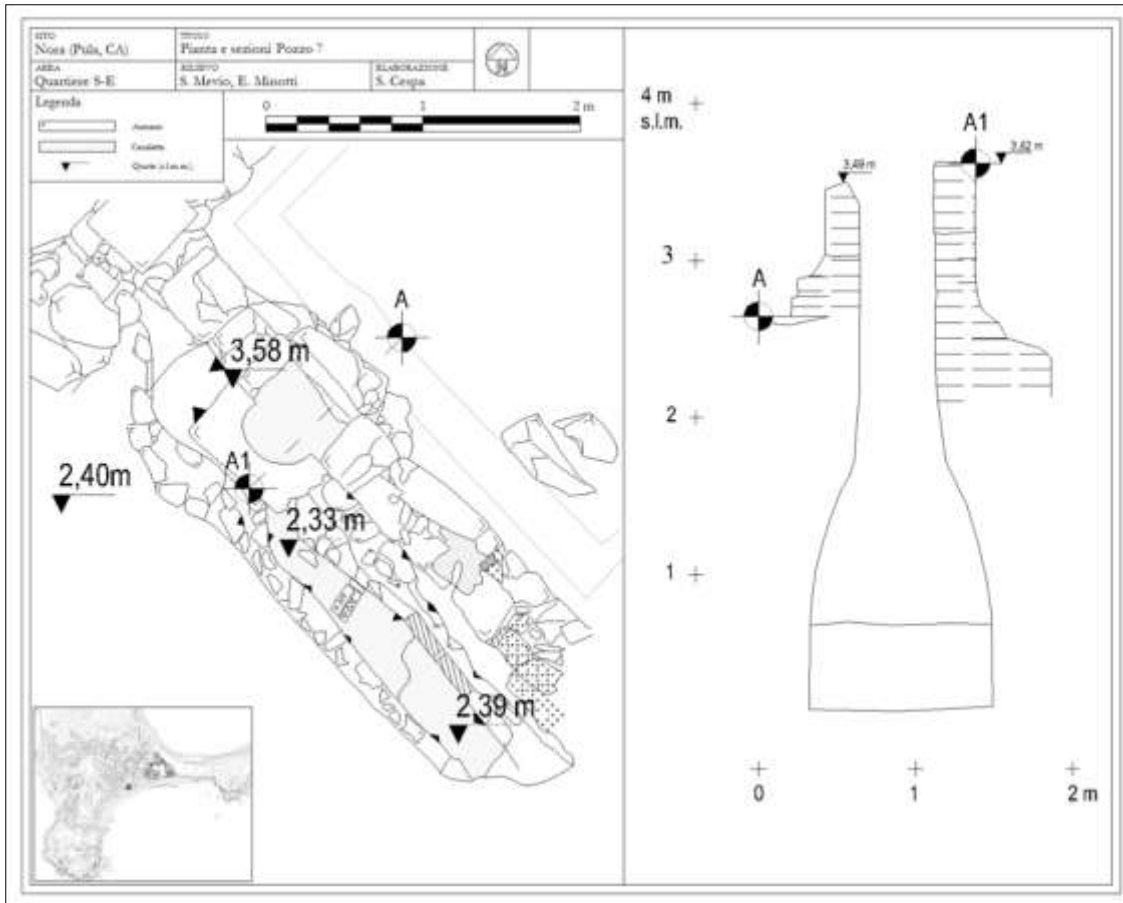 SITO
Nora (Pula, CA)
TITOLO
Pianta e sezioni Pozzo 7
AREA
Quartiere S-E
RILIEVO
S. Mevio, E. Minotti
ELABORAZIONE
S. Cespa
N
Legenda
Quote (s.l.m.)
0 1 2 m
A
3,58 m
A1
2,40m
2,33 m
2,39 m
4 m
s.l.m.
A1
3,62 m
3,49 m
3
A
2
1
0 1 2 m